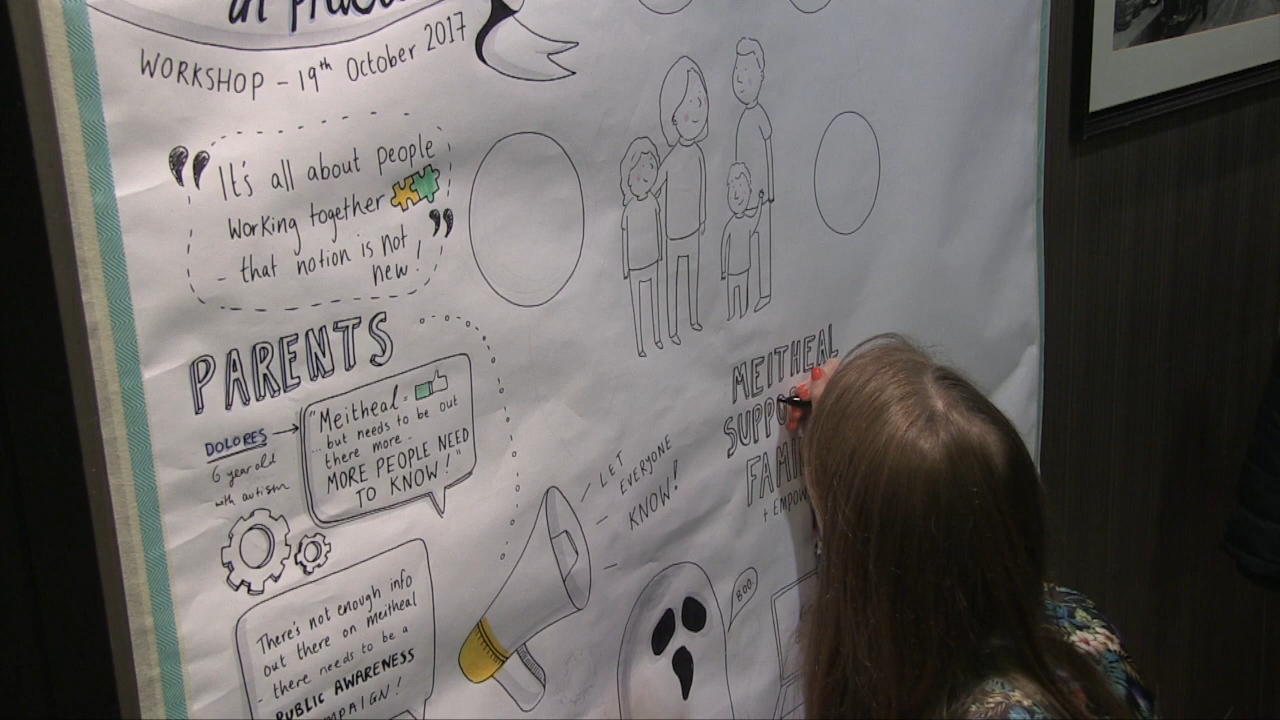 in
WORKSHOP - 19th October 2017
"It's all about people
working together
- that notion is not
new!"
PARENTS
DOLORES
6 year old
with autism
"Meitheal =
but needs to be out
there more...
MORE PEOPLE NEED
TO KNOW!"
There's not enough info
out there on meitheal
- there needs to be a
PUBLIC AWARENESS
LET
EVERYONE
KNOW!
BOO
MEITHEAL